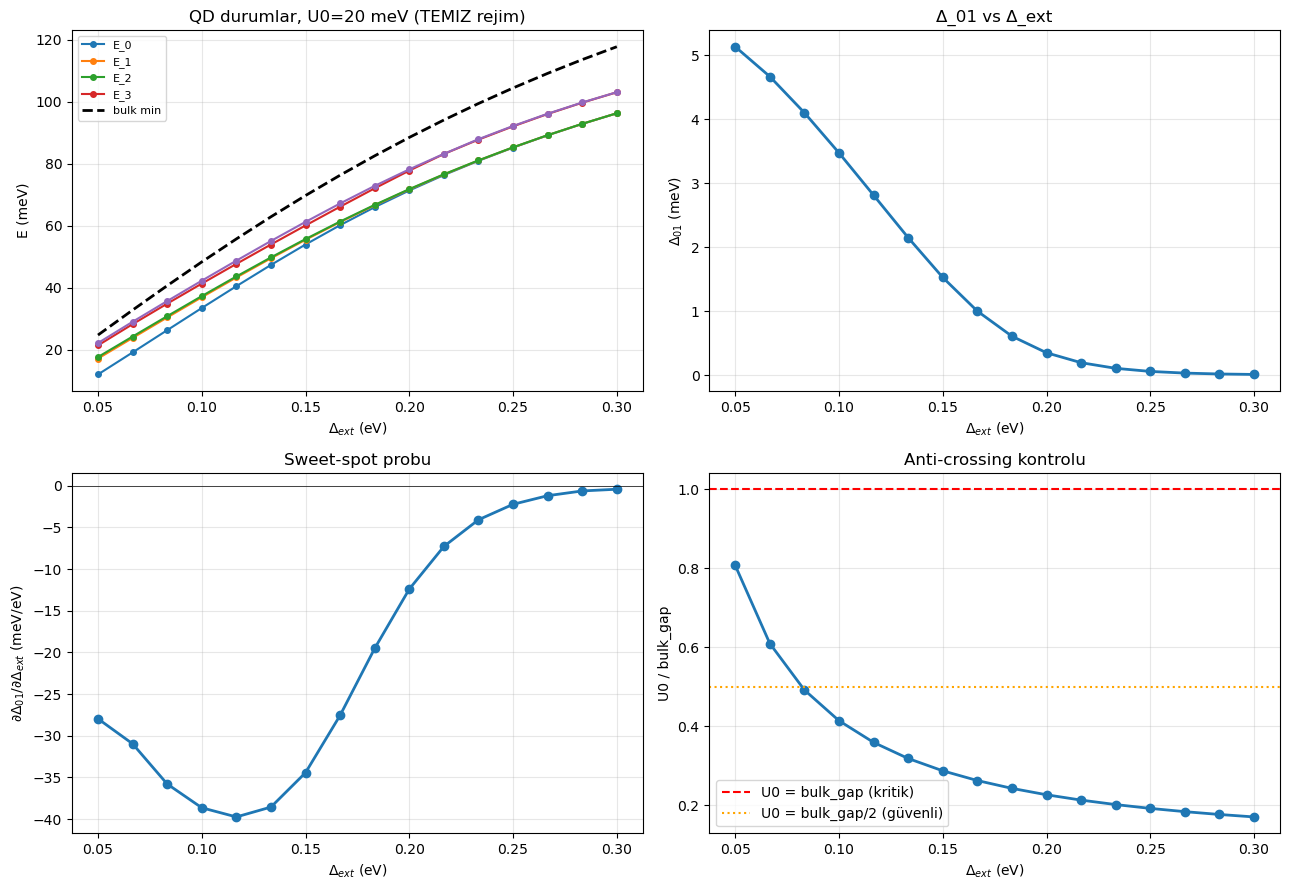 QD durumlar, U0=20 meV (TEMIZ rejim)
E (meV)
120
100
80
60
40
20
E_0
E_1
E_2
E_3
bulk min
0.05 0.10 0.15 0.20 0.25 0.30
Δ_ext (eV)
Δ_01 vs Δ_ext
Δ_01 (meV)
5
4
3
2
1
0
0.05 0.10 0.15 0.20 0.25 0.30
Δ_ext (eV)
Sweet-spot probu
∂Δ_01/∂Δ_ext (meV/eV)
0
−5
−10
−15
−20
−25
−30
−35
−40
0.05 0.10 0.15 0.20 0.25 0.30
Δ_ext (eV)
Anti-crossing kontrolu
U0 / bulk_gap
1.0
0.8
0.6
0.4
0.2
U0 = bulk_gap (kritik)
U0 = bulk_gap/2 (güvenli)
0.05 0.10 0.15 0.20 0.25 0.30
Δ_ext (eV)